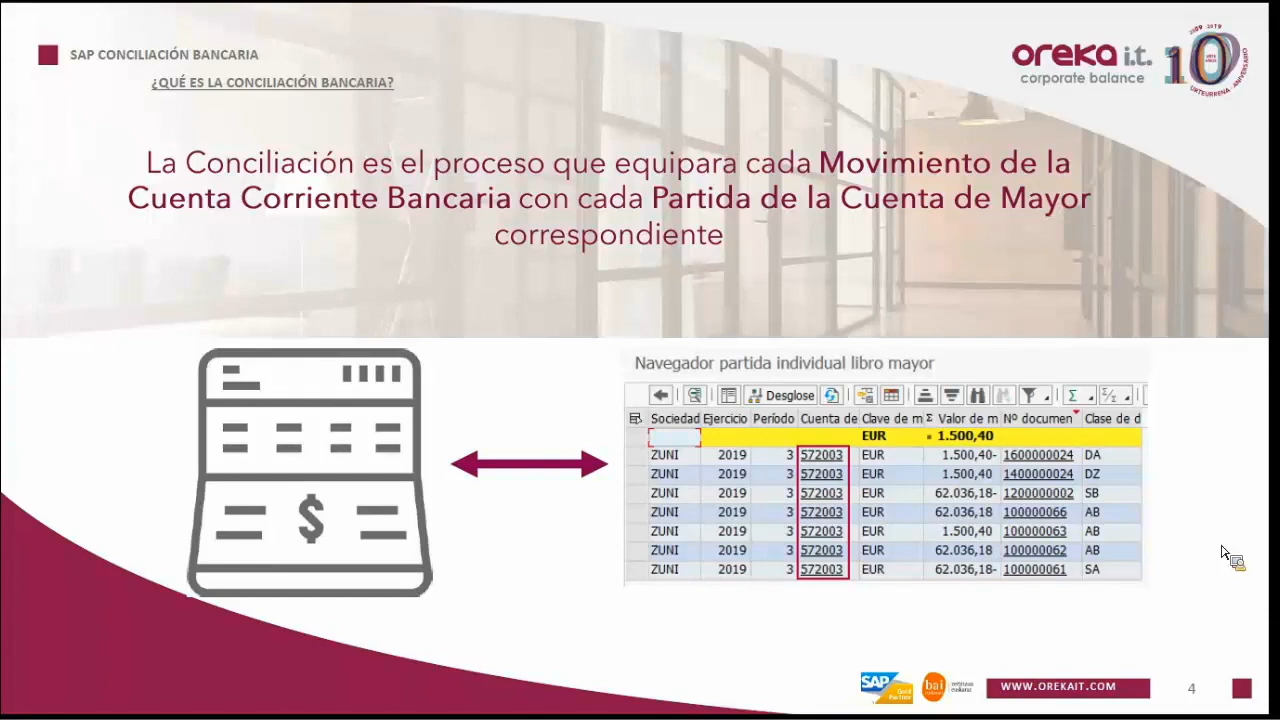 SAP CONCILIACIÓN BANCARIA
¿QUÉ ES LA CONCILIACIÓN BANCARIA?
oreka i.t.
corporate balance
2009 2019
10
URTEURRENA ANIVERSARIO
La Conciliación es el proceso que equipara cada Movimiento de la
Cuenta Corriente Bancaria con cada Partida de la Cuenta de Mayor
correspondiente
$
Navegador partida individual libro mayor
Desglose
Sociedad Ejercicio Período Cuenta de Clave de m Σ Valor de m Nº documen Clase de d
EUR 1.500,40
ZUNI 2019 3 572003 EUR 1.500,40- 1600000024 DA
ZUNI 2019 3 572003 EUR 1.500,40 1400000024 DZ
ZUNI 2019 3 572003 EUR 62.036,18- 1200000002 SB
ZUNI 2019 3 572003 EUR 62.036,18 100000066 AB
ZUNI 2019 3 572003 EUR 1.500,40 100000063 AB
ZUNI 2019 3 572003 EUR 62.036,18 100000062 AB
ZUNI 2019 3 572003 EUR 62.036,18- 100000061 SA
SAP Gold Partner
bai
WWW.OREKAIT.COM
4